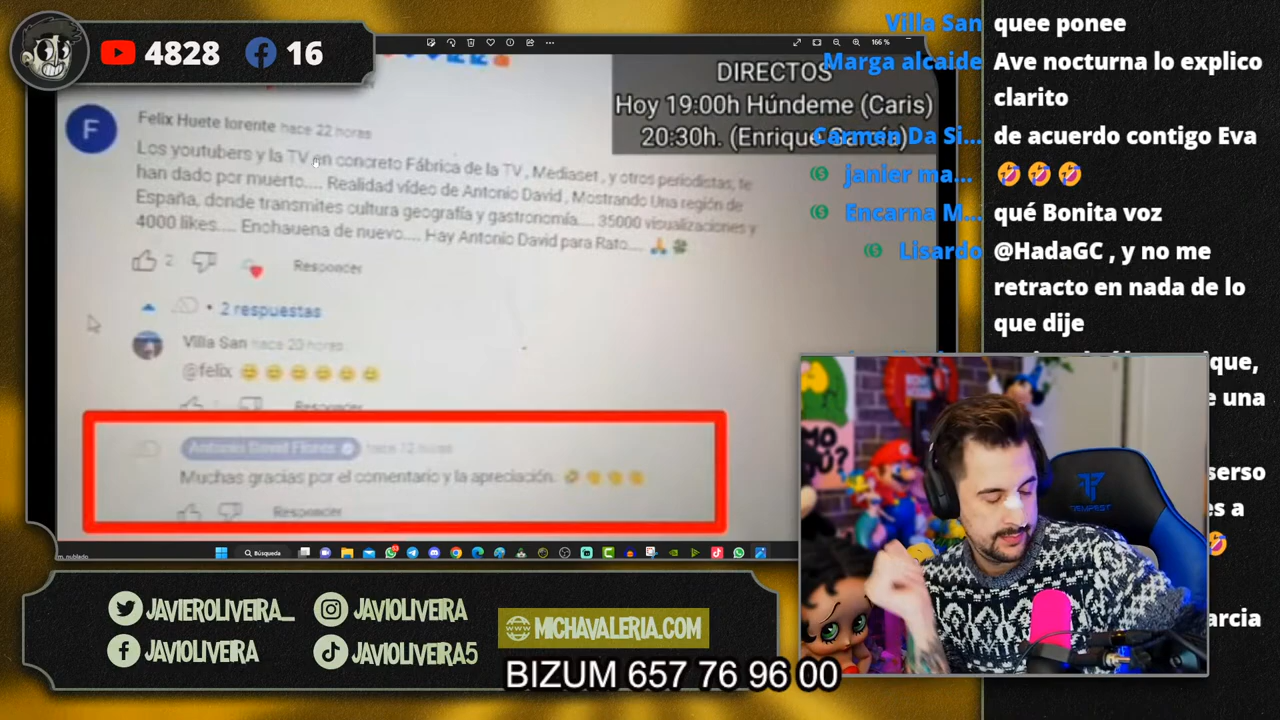 4828
16
166 %
DIRECTOS
Hoy 19:00h Húndeme (Caris)
20:30h. (Enrique García)
Felix Huete lorente hace 22 horas
Los youtubers y la TV en concreto Fábrica de la TV , Mediaset , y otros periodistas, te
han dado por muerto.... Realidad vídeo de Antonio David , Mostrando Una región de
España, donde transmites cultura geografía y gastronomía.... 35000 visualizaciones y
4000 likes.... Enohauena de nuevo.... Hay Antonio David para Rato....
2
Responder
• 2 respuestas
Villa San hace 20 horas
@felix
Responder
Antonio David Flores hace 12 horas
Muchas gracias por el comentario y la apreciación.
Responder
nublado
Búsqueda
Villa San quee ponee
Marga alcaide Ave nocturna lo explico
clarito
Carmen Da Si... de acuerdo contigo Eva
janier ma...
Encarna M... qué Bonita voz
Lisardo @HadaGC , y no me
retracto en nada de lo
que dije
MO
JAVIEROLIVEIRA_
JAVIOLIVEIRA
MICHAVALERIA.COM
JAVIOLIVEIRA
JAVIOLIVEIRA5
BIZUM 657 76 96 00